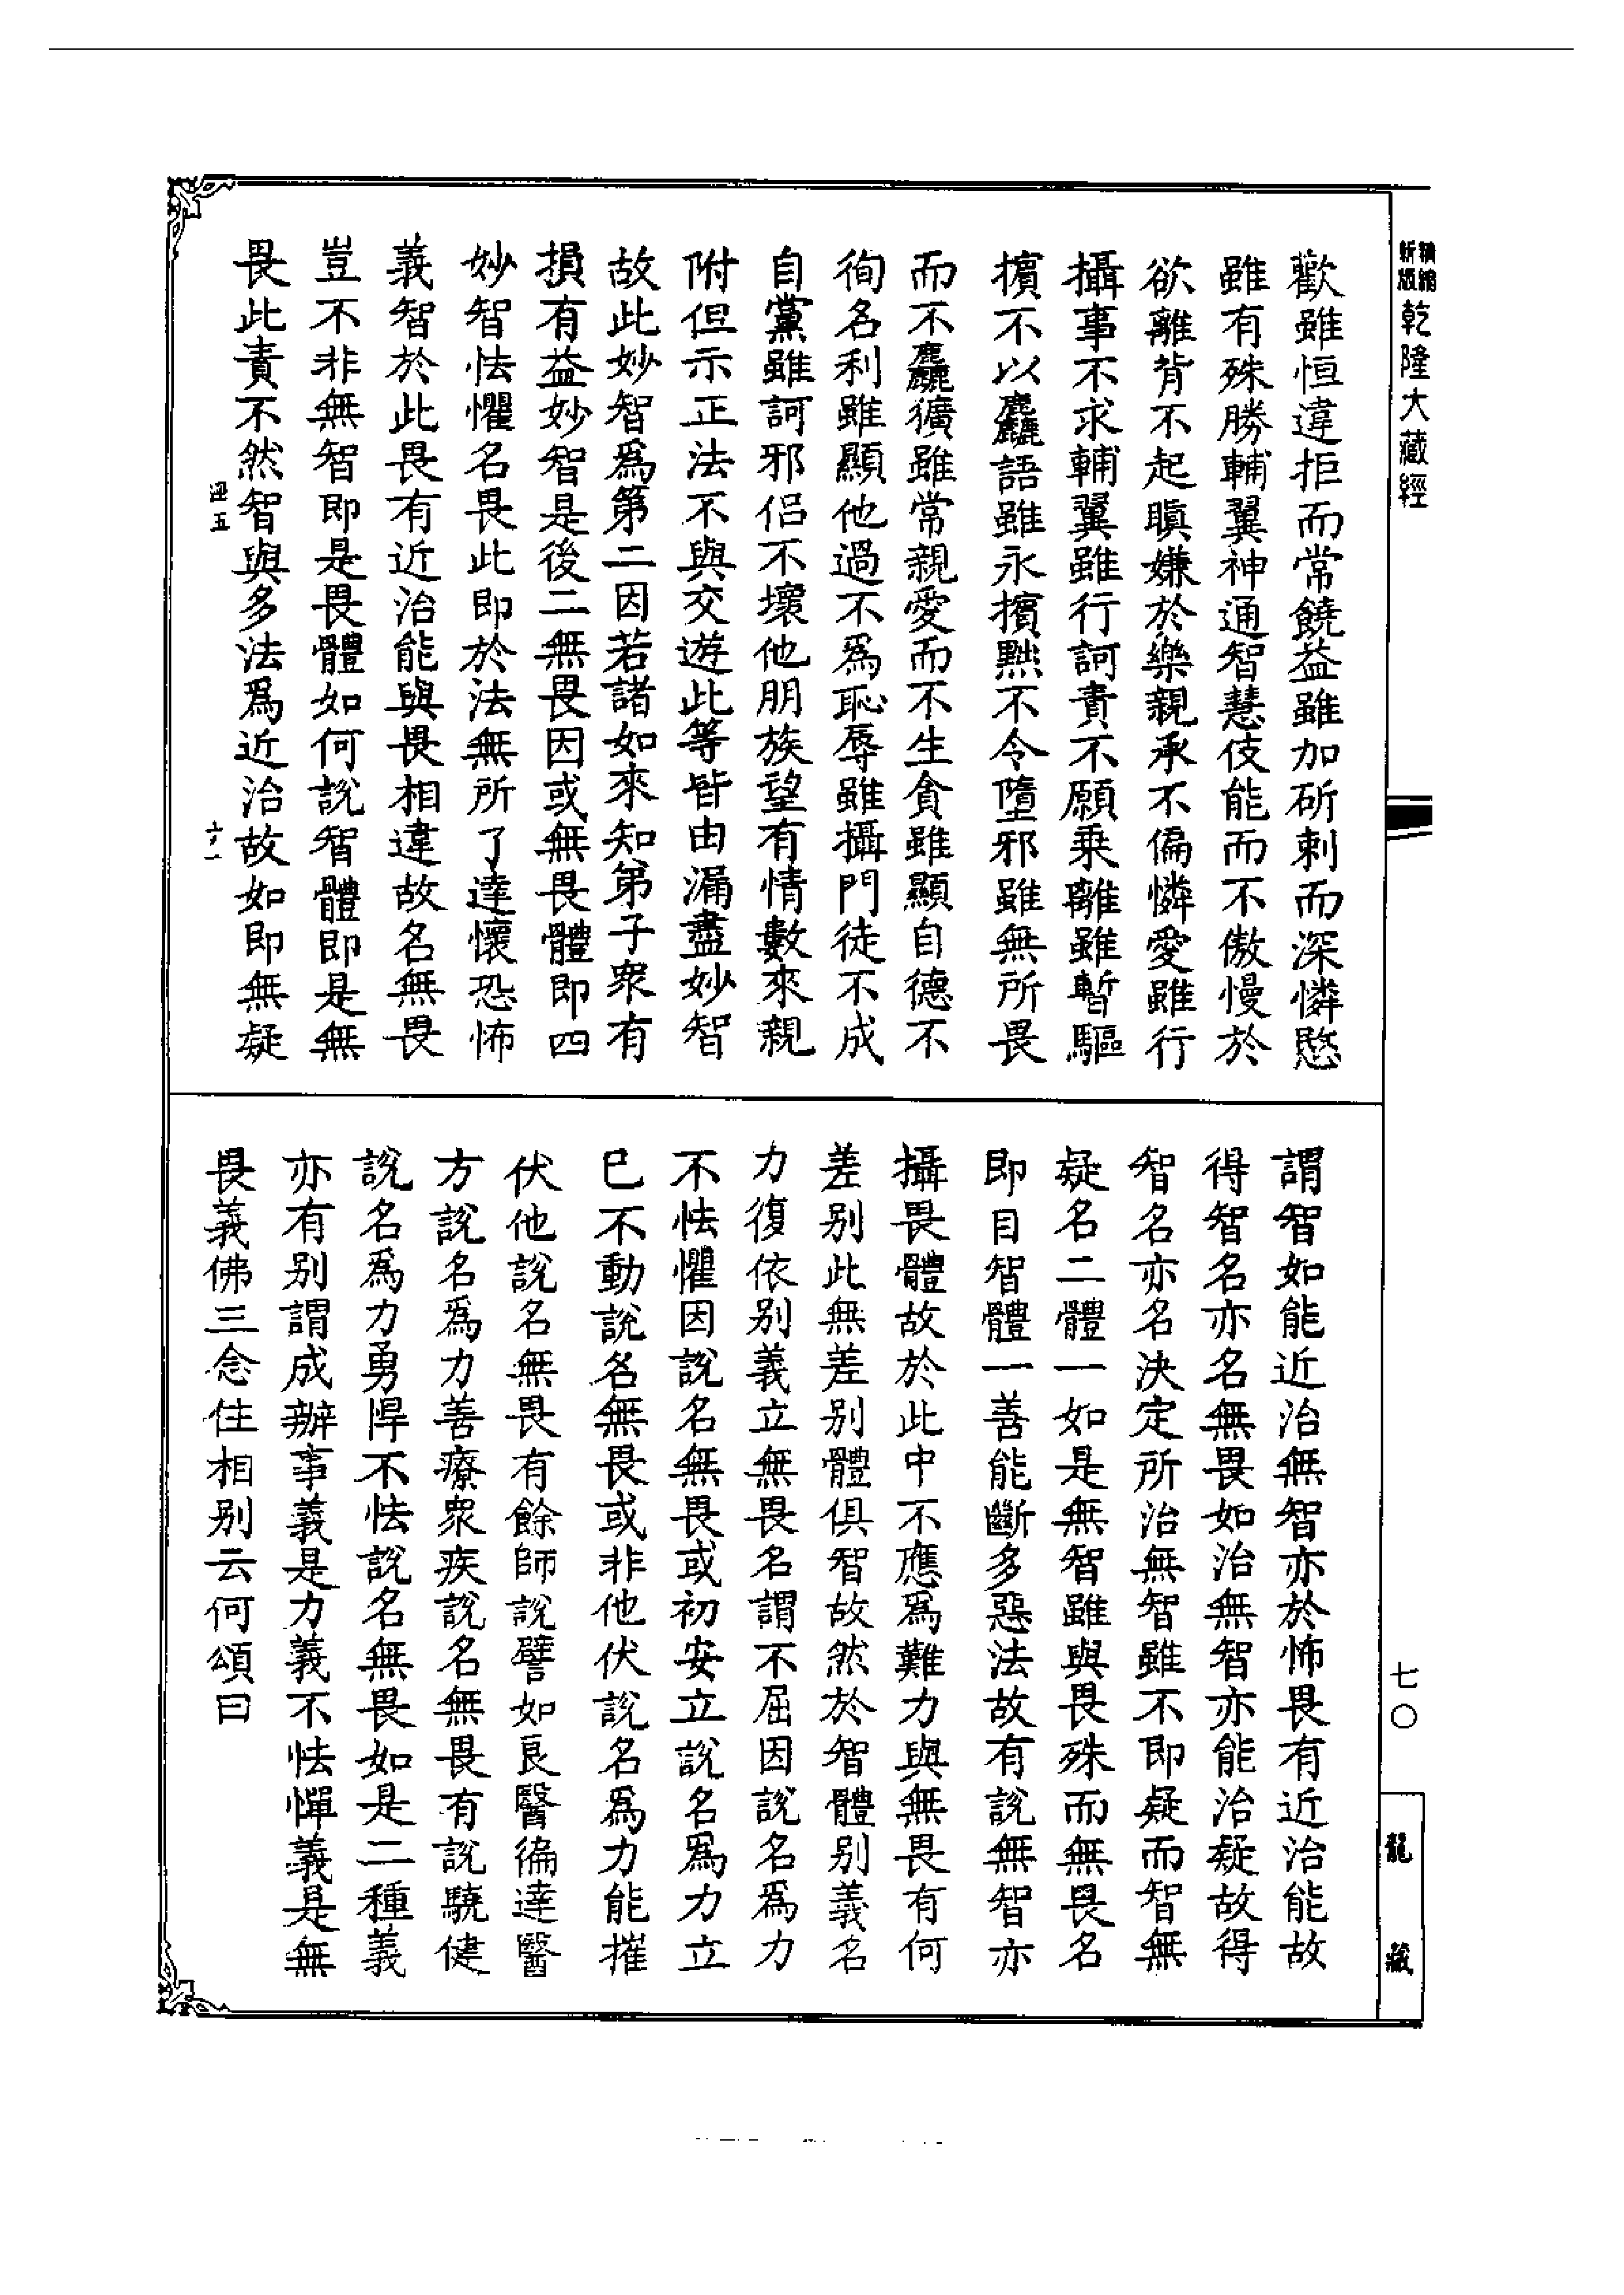 新版
精縮
乾隆大藏經
歡雖恒違拒而常饒益雖加斫刺而深憐愍
雖有殊勝輔翼神通智慧伎能而不傲慢於
欲離背不起瞋嫌於樂親承不偏憐愛雖行
攝事不求輔翼雖行訶責不願乖離雖暫驅
擯不以麤語雖永擯黜不令墮邪雖無所畏
而不麤獷雖常親愛而不生貪雖顯自德不
徇名利雖顯他過不爲恥辱雖攝門徒不成
自黨雖訶邪侶不壞他朋族望有情數來親
附但示正法不與交遊此等皆由漏盡妙智
故此妙智爲第二因若諸如來知弟子衆有
損有益妙智是後二無畏因或無畏體即四
妙智怯懼名畏此即於法無所了達懷恐怖
義智於此畏有近治能與畏相違故名無畏
豈不非無智即是畏體如何說智體即是無
畏此責不然智與多法爲近治故如即無疑
迴五
六一
謂智如能近治無智亦於怖畏有近治能故
得智名亦名無畏如治無智亦能治疑故得
智名亦名決定所治無智雖不即疑而智無
疑名二體一如是無智雖與畏殊而無畏名
即目智體一善能斷多惡法故有說無智亦
攝畏體故於此中不應爲難力與無畏有何
差別此無差別體俱智故然於智體別義名
力復依別義立無畏名謂不屈因說名爲力
不怯懼因說名無畏或初安立說名爲力立
已不動說名無畏或非他伏說名爲力能摧
伏他說名無畏有餘師說譬如良醫徧達醫
方說名爲力善療衆疾說名無畏有說驍健
說名爲力勇悍不怯說名無畏如是二種義
亦有別謂成辦事義是力義不怯憚義是無
畏義佛三念住相別云何頌曰
七〇
龍藏